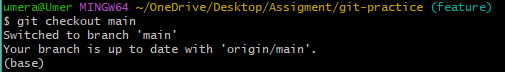 umera@Umer MINGW64 ~/OneDrive/Desktop/Assigment/git-practice (feature)
$ git checkout main
Switched to branch 'main'
Your branch is up to date with 'origin/main'.
(base)